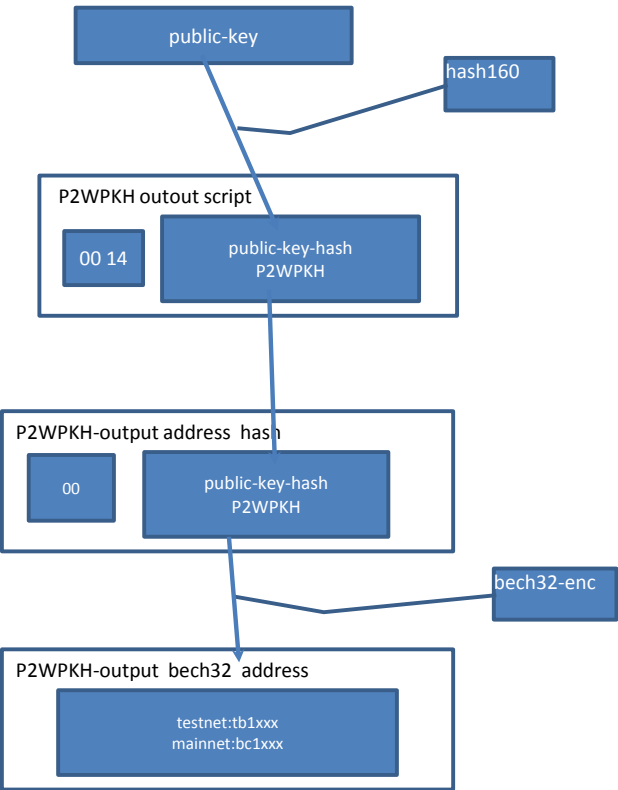 public-key
hash160
P2WPKH outout script
00 14
public-key-hash
P2WPKH
P2WPKH-output address hash
00
public-key-hash
P2WPKH
bech32-enc
P2WPKH-output bech32 address
testnet:tb1xxx
mainnet:bc1xxx